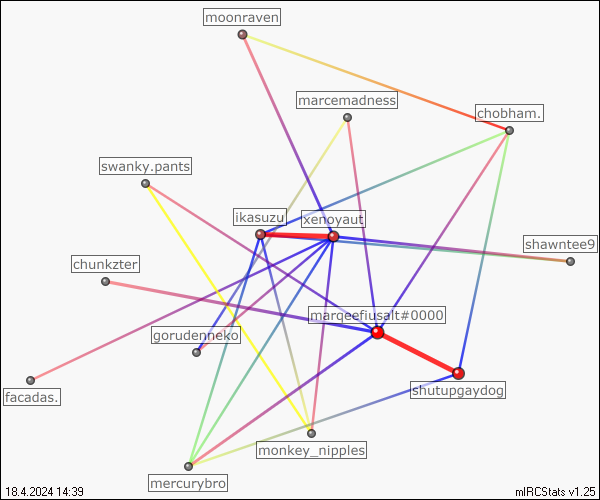 moonraven
marcemadness
chobham.
swanky.pants
ikasuzu
xenoyaut
shawntee9
chunkzter
marqeefiusalt#0000
gorudenneko
facadas.
shutupgaydog
monkey_nipples
mercurybro
18.4.2024 14:39
mIRCStats v1.25